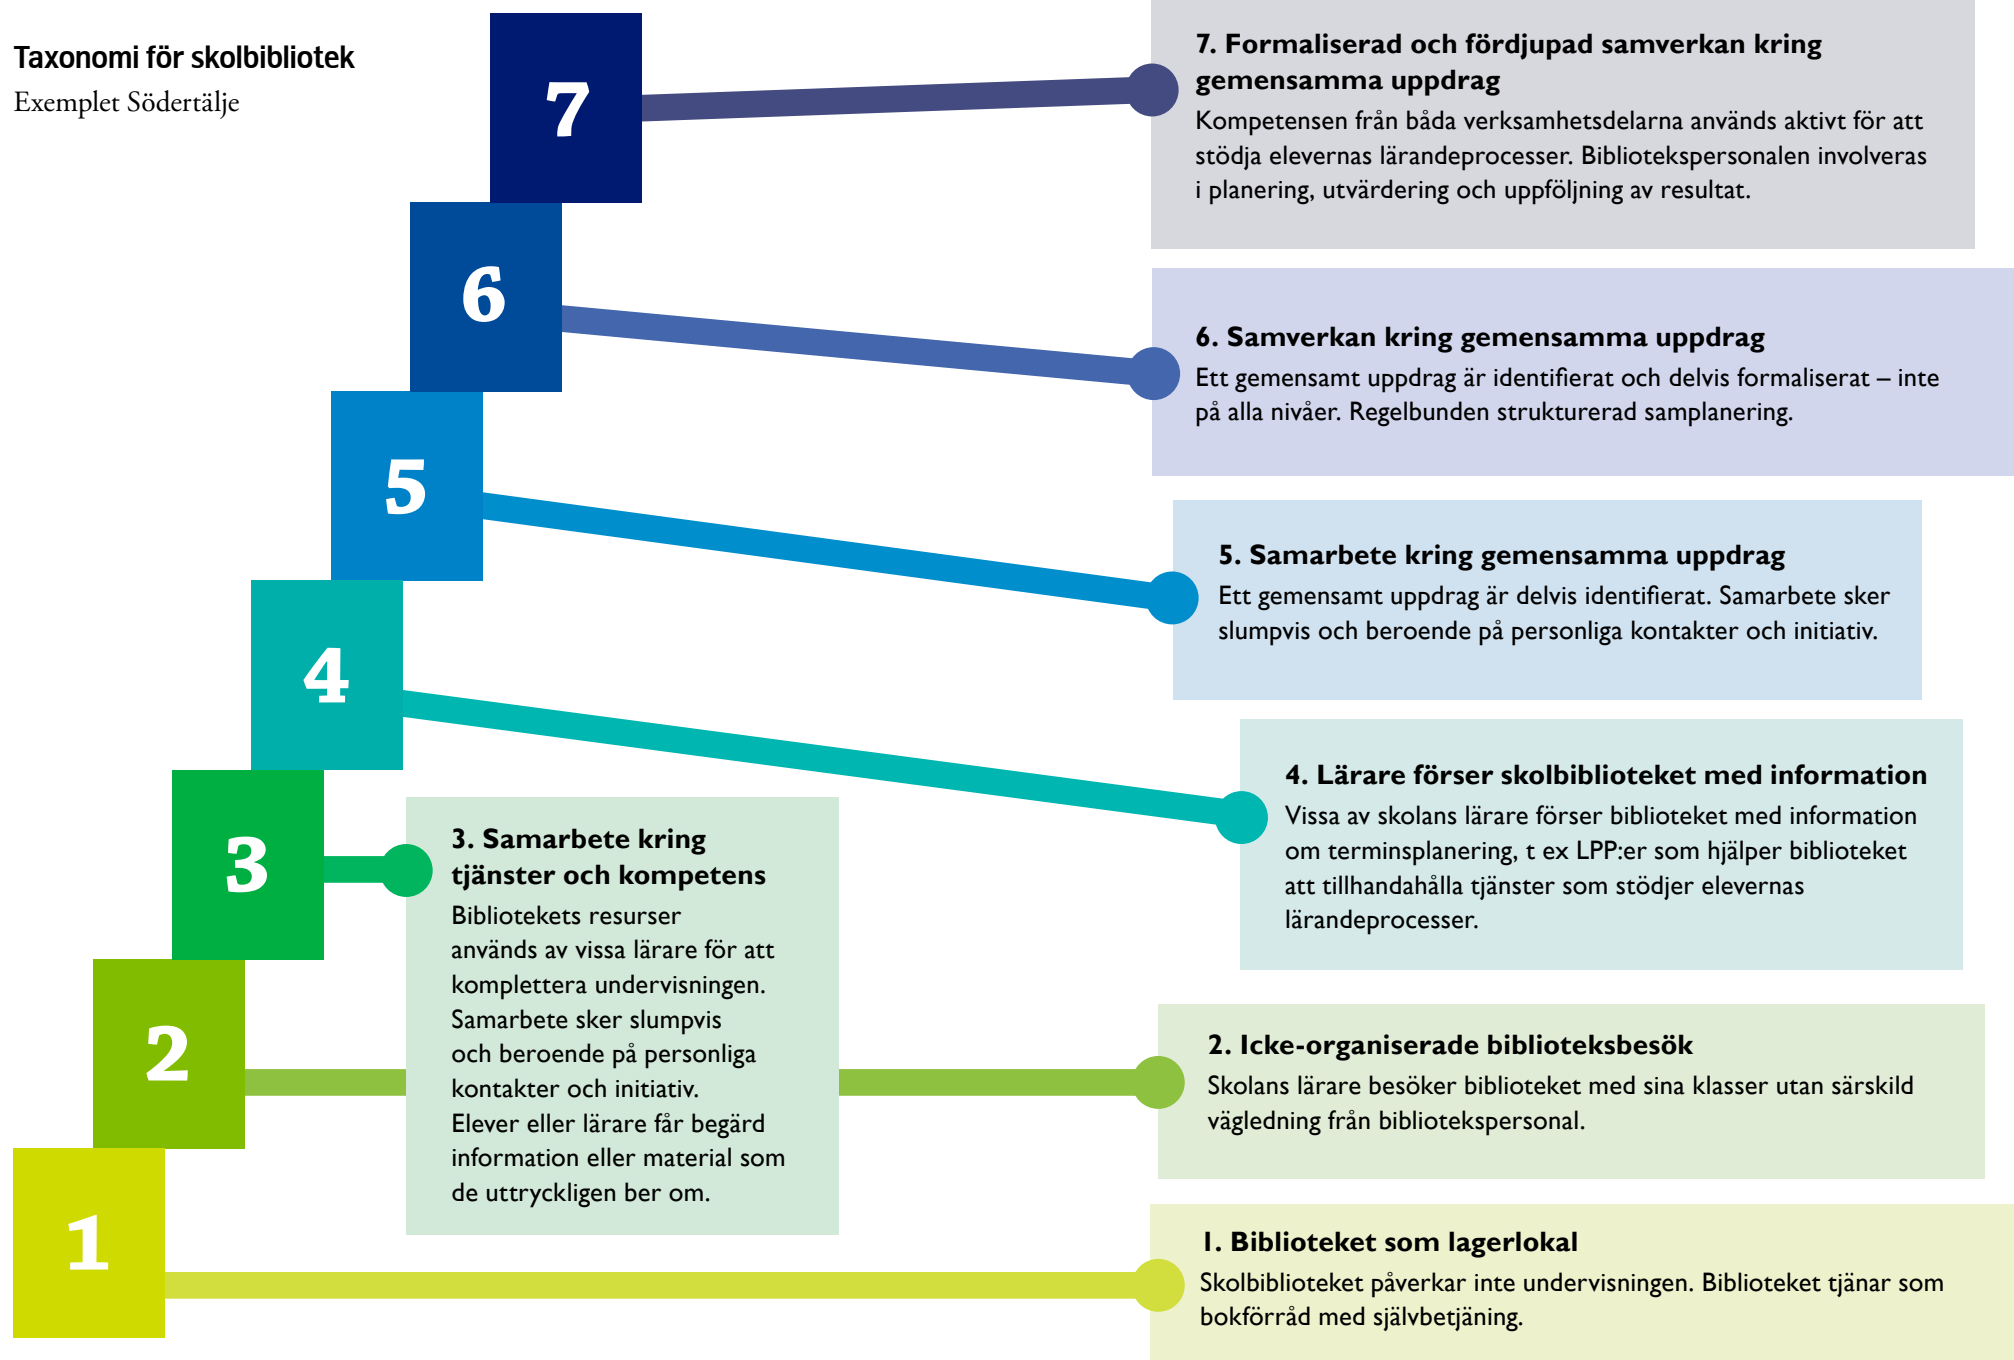 Taxonomi för skolbibliotek
Exemplet Södertälje
7
7. Formaliserad och fördjupad samverkan kring
gemensamma uppdrag
Kompetensen från båda verksamhetsdelarna används aktivt för att
stödja elevernas lärandeprocesser. Bibliotekspersonalen involveras
i planering, utvärdering och uppföljning av resultat.
6
6. Samverkan kring gemensamma uppdrag
Ett gemensamt uppdrag är identifierat och delvis formaliserat – inte
på alla nivåer. Regelbunden strukturerad samplanering.
5
5. Samarbete kring gemensamma uppdrag
Ett gemensamt uppdrag är delvis identifierat. Samarbete sker
slumpvis och beroende på personliga kontakter och initiativ.
4
4. Lärare förser skolbiblioteket med information
Vissa av skolans lärare förser biblioteket med information
om terminsplanering, t ex LPP:er som hjälper biblioteket
att tillhandahålla tjänster som stödjer elevernas
lärandeprocesser.
3
3. Samarbete kring
tjänster och kompetens
Bibliotekets resurser
används av vissa lärare för att
komplettera undervisningen.
Samarbete sker slumpvis
och beroende på personliga
kontakter och initiativ.
Elever eller lärare får begärd
information eller material som
de uttryckligen ber om.
2
2. Icke-organiserade biblioteksbesök
Skolans lärare besöker biblioteket med sina klasser utan särskild
vägledning från bibliotekspersonal.
1
1. Biblioteket som lagerlokal
Skolbiblioteket påverkar inte undervisningen. Biblioteket tjänar som
bokförråd med självbetjäning.